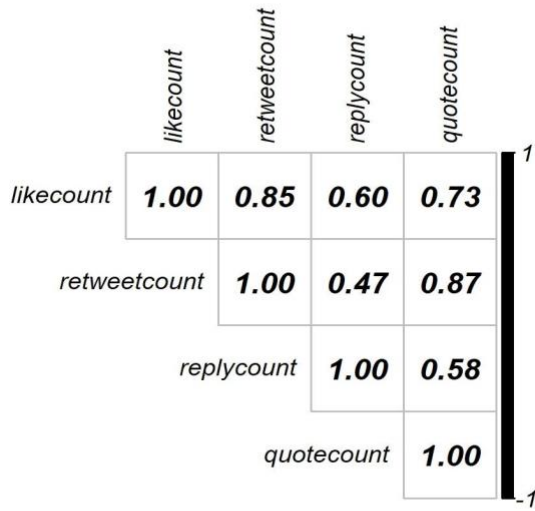 likecount retweetcount replycount quotecount
1
likecount 1.00 0.85 0.60 0.73
retweetcount 1.00 0.47 0.87
replycount 1.00 0.58
quotecount 1.00
-1